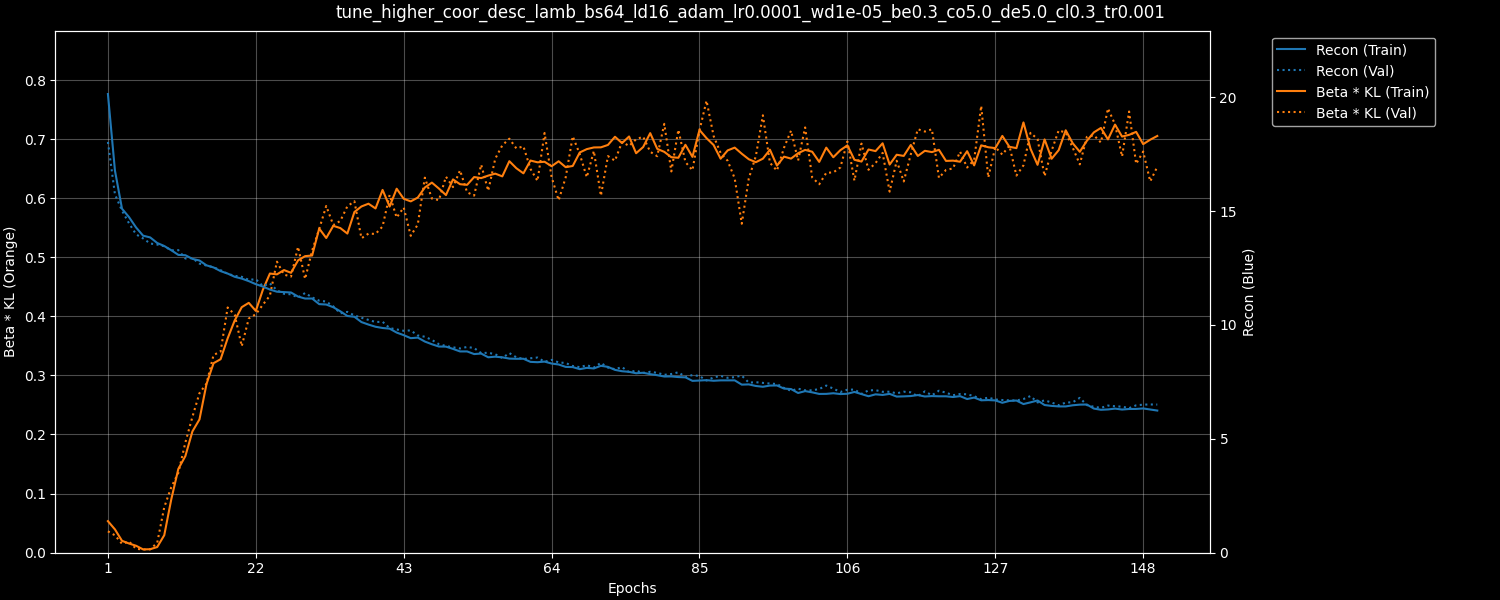 tune_higher_coor_desc_lamb_bs64_ld16_adam_lr0.0001_wd1e-05_be0.3_co5.0_de5.0_cl0.3_tr0.001
Recon (Train)
Recon (Val)
Beta * KL (Train)
Beta * KL (Val)
Beta * KL (Orange)
0.8
0.7
0.6
0.5
0.4
0.3
0.2
0.1
0.0
20
15
10
5
0
Recon (Blue)
1 22 43 64 85 106 127 148
Epochs